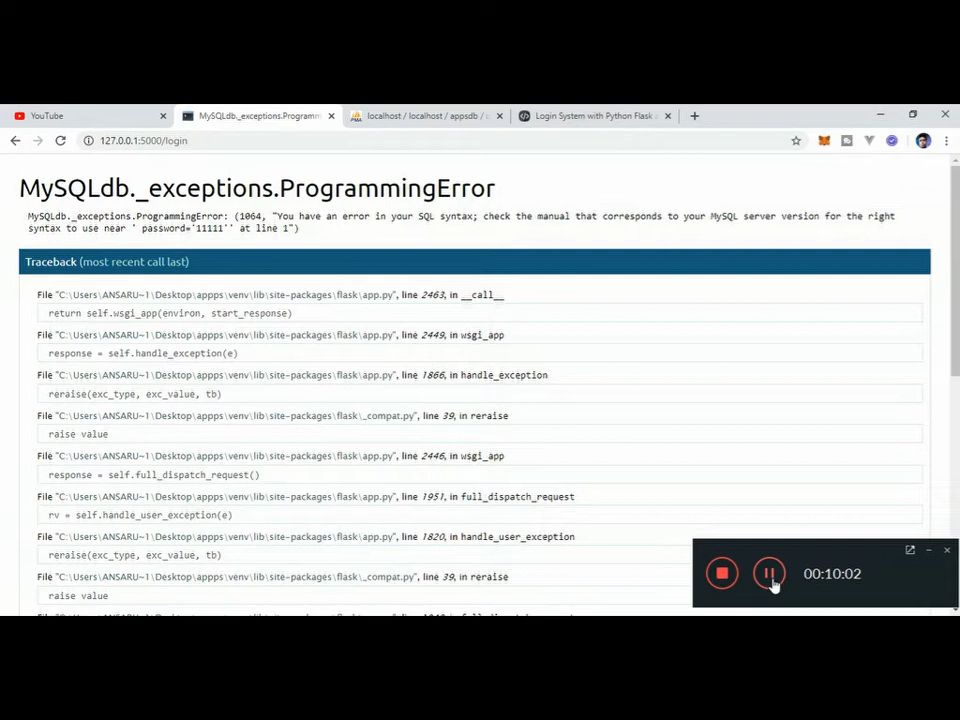 YouTube
MySQLdb._exceptions.Programm
localhost / localhost / appsdb /
Login System with Python Flask
127.0.0.1:5000/login
MySQLdb._exceptions.ProgrammingError
MySQLdb._exceptions.ProgrammingError: (1064, "You have an error in your SQL syntax; check the manual that corresponds to your MySQL server version for the right
syntax to use near ' password='11111'' at line 1")
Traceback (most recent call last)
File "C:\Users\ANSARU~1\Desktop\appps\venv\lib\site-packages\flask\app.py", line 2463, in __call__
return self.wsgi_app(environ, start_response)
File "C:\Users\ANSARU~1\Desktop\appps\venv\lib\site-packages\flask\app.py", line 2449, in wsgi_app
response = self.handle_exception(e)
File "C:\Users\ANSARU~1\Desktop\appps\venv\lib\site-packages\flask\app.py", line 1866, in handle_exception
reraise(exc_type, exc_value, tb)
File "C:\Users\ANSARU~1\Desktop\appps\venv\lib\site-packages\flask\_compat.py", line 39, in reraise
raise value
File "C:\Users\ANSARU~1\Desktop\appps\venv\lib\site-packages\flask\app.py", line 2446, in wsgi_app
response = self.full_dispatch_request()
File "C:\Users\ANSARU~1\Desktop\appps\venv\lib\site-packages\flask\app.py", line 1951, in full_dispatch_request
rv = self.handle_user_exception(e)
File "C:\Users\ANSARU~1\Desktop\appps\venv\lib\site-packages\flask\app.py", line 1820, in handle_user_exception
reraise(exc_type, exc_value, tb)
File "C:\Users\ANSARU~1\Desktop\appps\venv\lib\site-packages\flask\_compat.py", line 39, in reraise
raise value
00:10:02